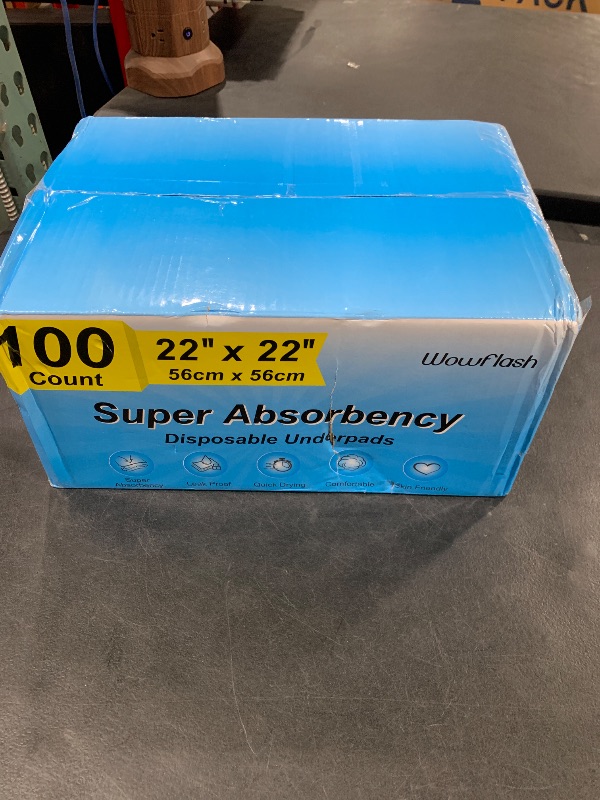 PACK
100
Count
22" x 22"
56cm x 56cm
Wowflash
Super Absorbency
Disposable Underpads
Super Absorbency
Leak Proof
Quick Drying
Comfortable
Skin Friendly